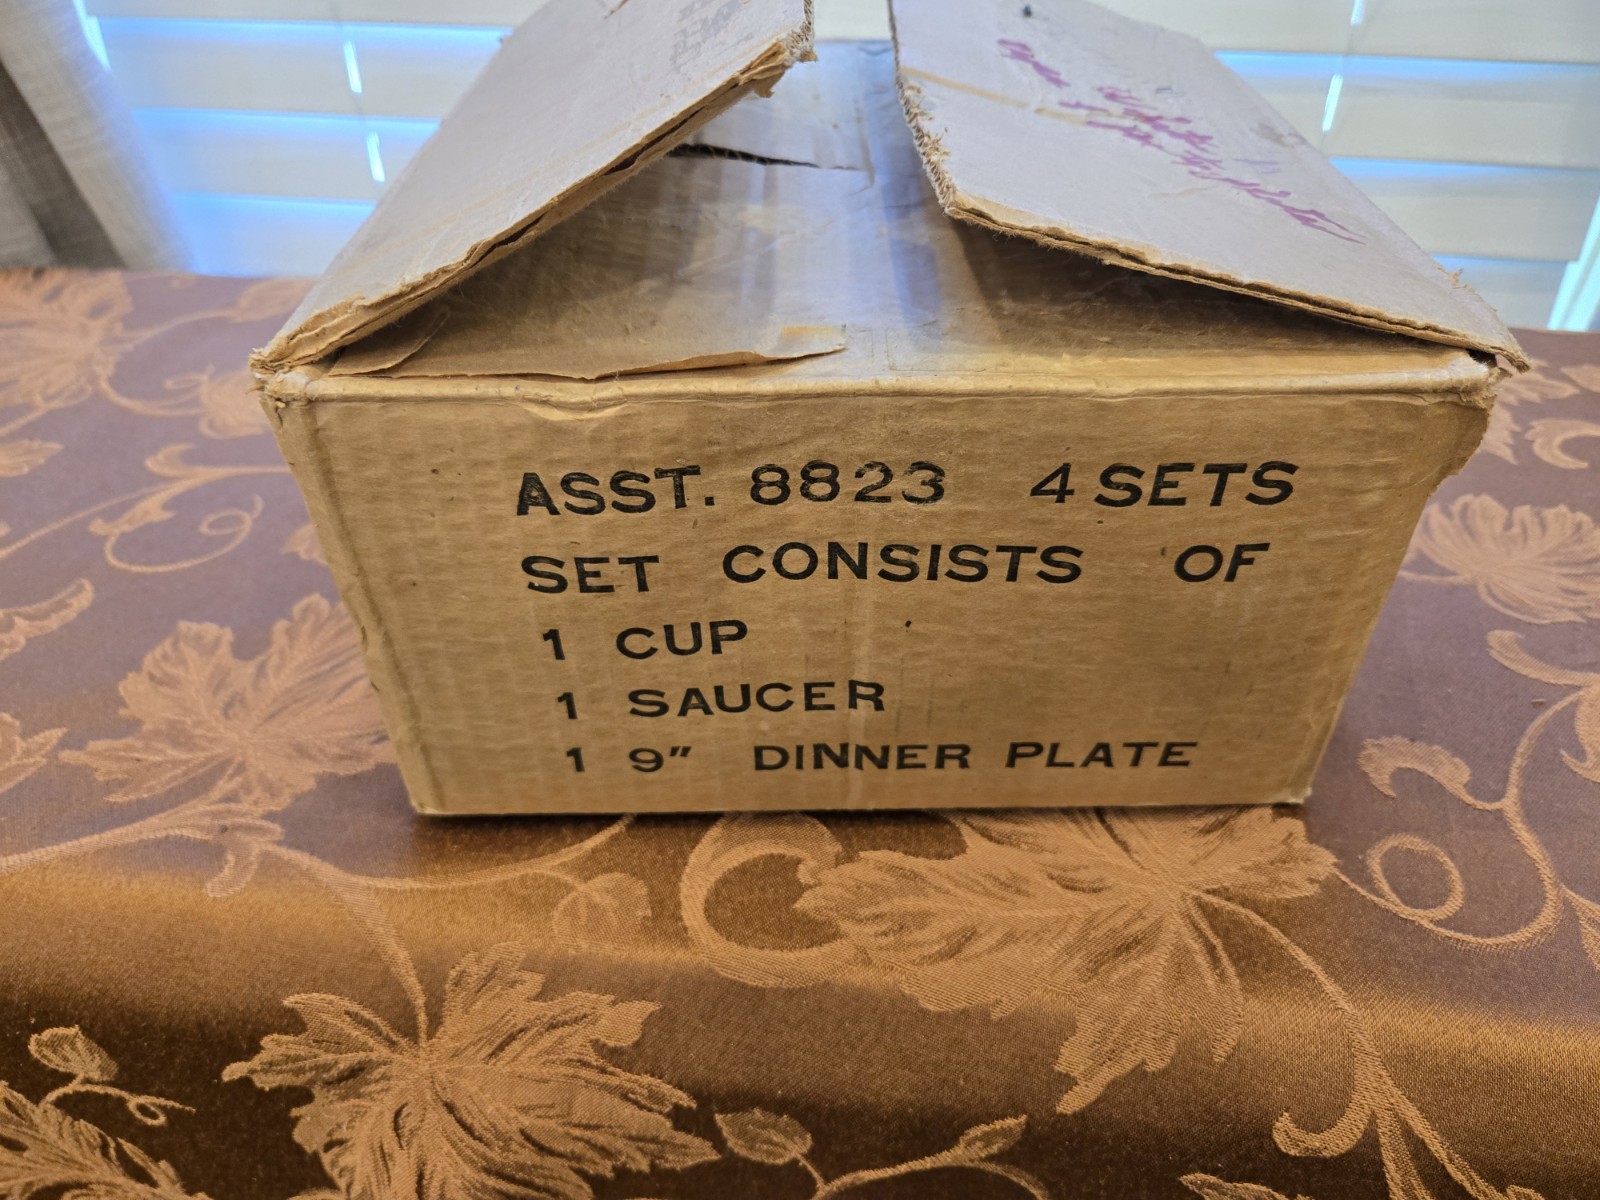 ASST. 8823 4 SETS
SET CONSISTS OF
1 CUP
1 SAUCER
1 9" DINNER PLATE